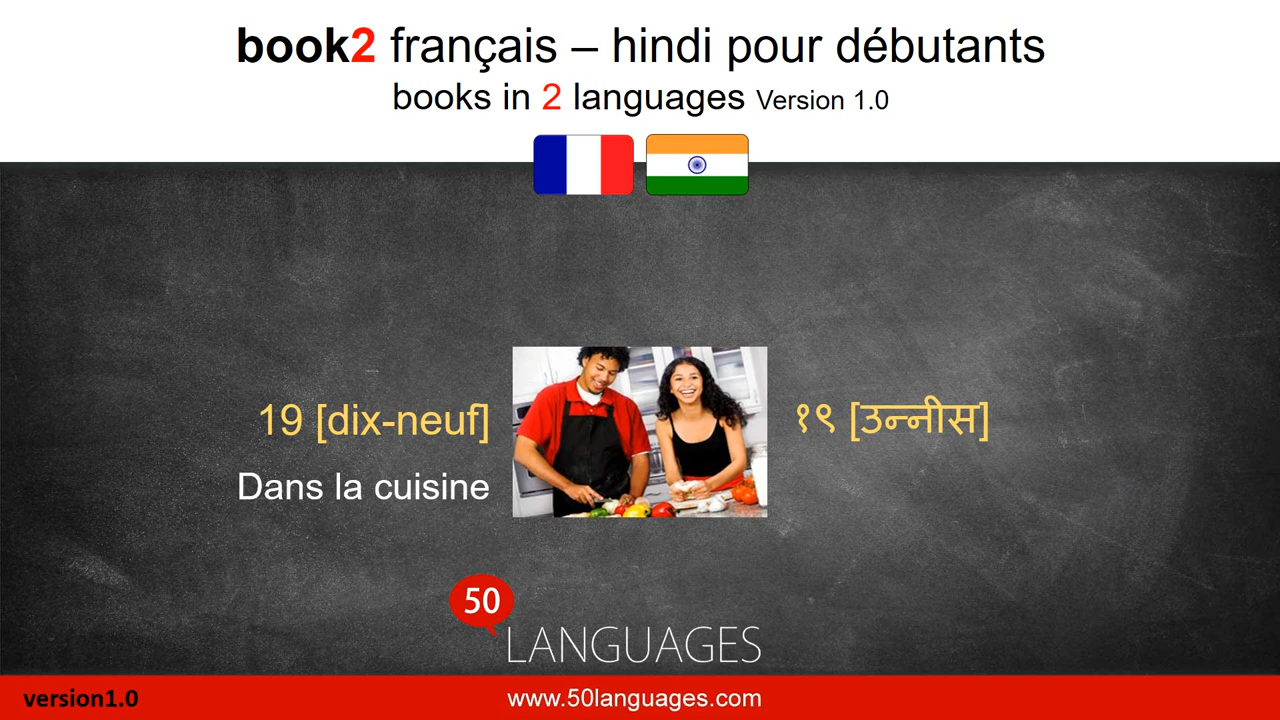 book2 français – hindi pour débutants
books in 2 languages Version 1.0
19 [dix-neuf]
Dans la cuisine
१९ [उन्नीस]
50
LANGUAGES
version1.0
www.50languages.com